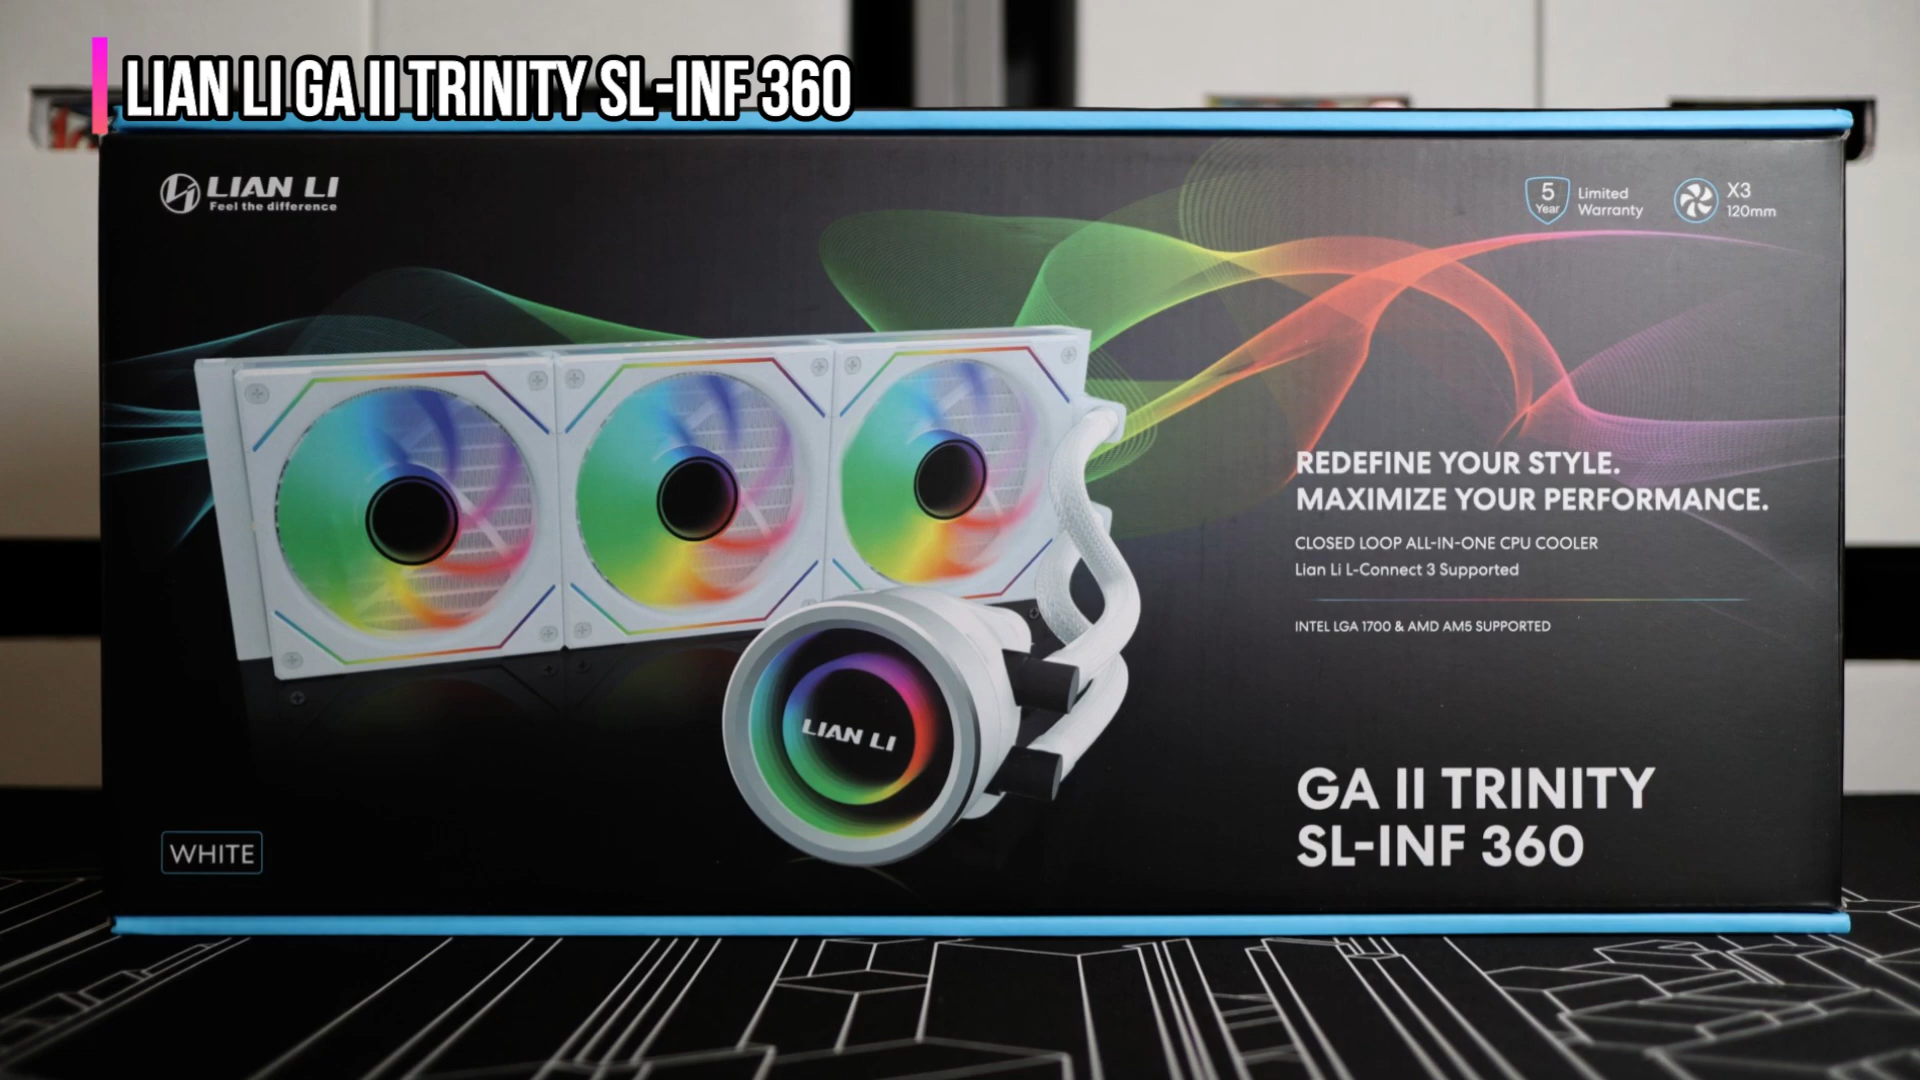 LIAN LI GA II TRINITY SL-INF 360
LIAN LI
Feel the difference
5 Year
Limited Warranty
X3
120mm
REDEFINE YOUR STYLE.
MAXIMIZE YOUR PERFORMANCE.
CLOSED LOOP ALL-IN-ONE CPU COOLER
Lian Li L-Connect 3 Supported
INTEL LGA 1700 & AMD AM5 SUPPORTED
LIAN LI
GA II TRINITY
SL-INF 360
WHITE